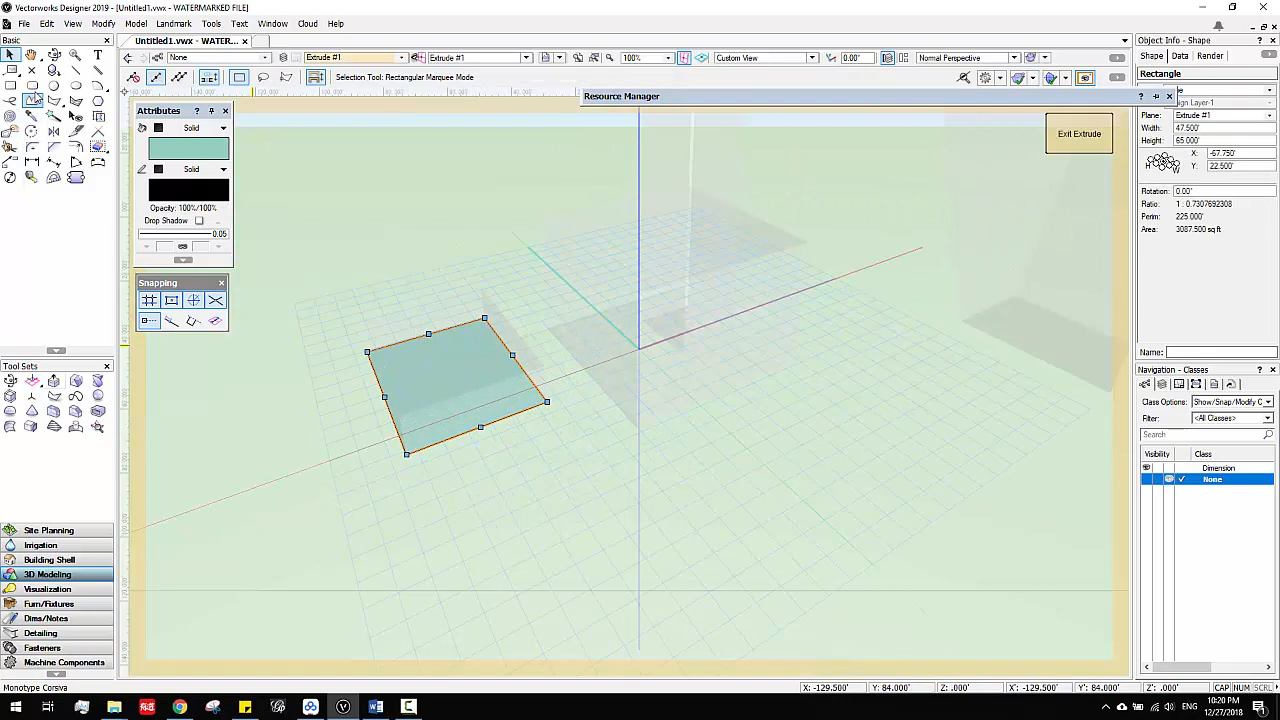 Vectorworks Designer 2019 - [Untitled1.vwx - WATERMARKED FILE]
File Edit View Modify Model Landmark Tools Text Window Cloud Help
Basic
Untitled1.vwx - WATER...
None
Extrude #1
Extrude #1
100%
Custom View
0.00°
Normal Perspective
Selection Tool: Rectangular Marquee Mode
Attributes ?
Solid
Solid
Opacity: 100%/100%
Drop Shadow
0.05
Snapping
Resource Manager ?
Exit Extrude
Object Info - Shape
Shape Data Render
Rectangle
Plane: Extrude #1
Width: 47.500'
Height: 65.000'
X: -67.750'
Y: 22.500'
Rotation: 0.00°
Ratio: 1 : 0.7307692308
Perim: 225.000'
Area: 3087.500 sq ft
Name:
Navigation - Classes
Class Options: Show/Snap/Modify O
Filter: <All Classes>
Search
Visibility Class
Dimension
None
Tool Sets
Site Planning
Irrigation
Building Shell
3D Modeling
Visualization
Furn/Fixtures
Dims/Notes
Detailing
Fasteners
Machine Components
Monotype Corsiva
X: -129.500' Y: 84.000' Z: .000' X': -129.500' Y': 84.000' Z': .000' CAP NUM SCRL
ENG
10:20 PM
12/27/2018